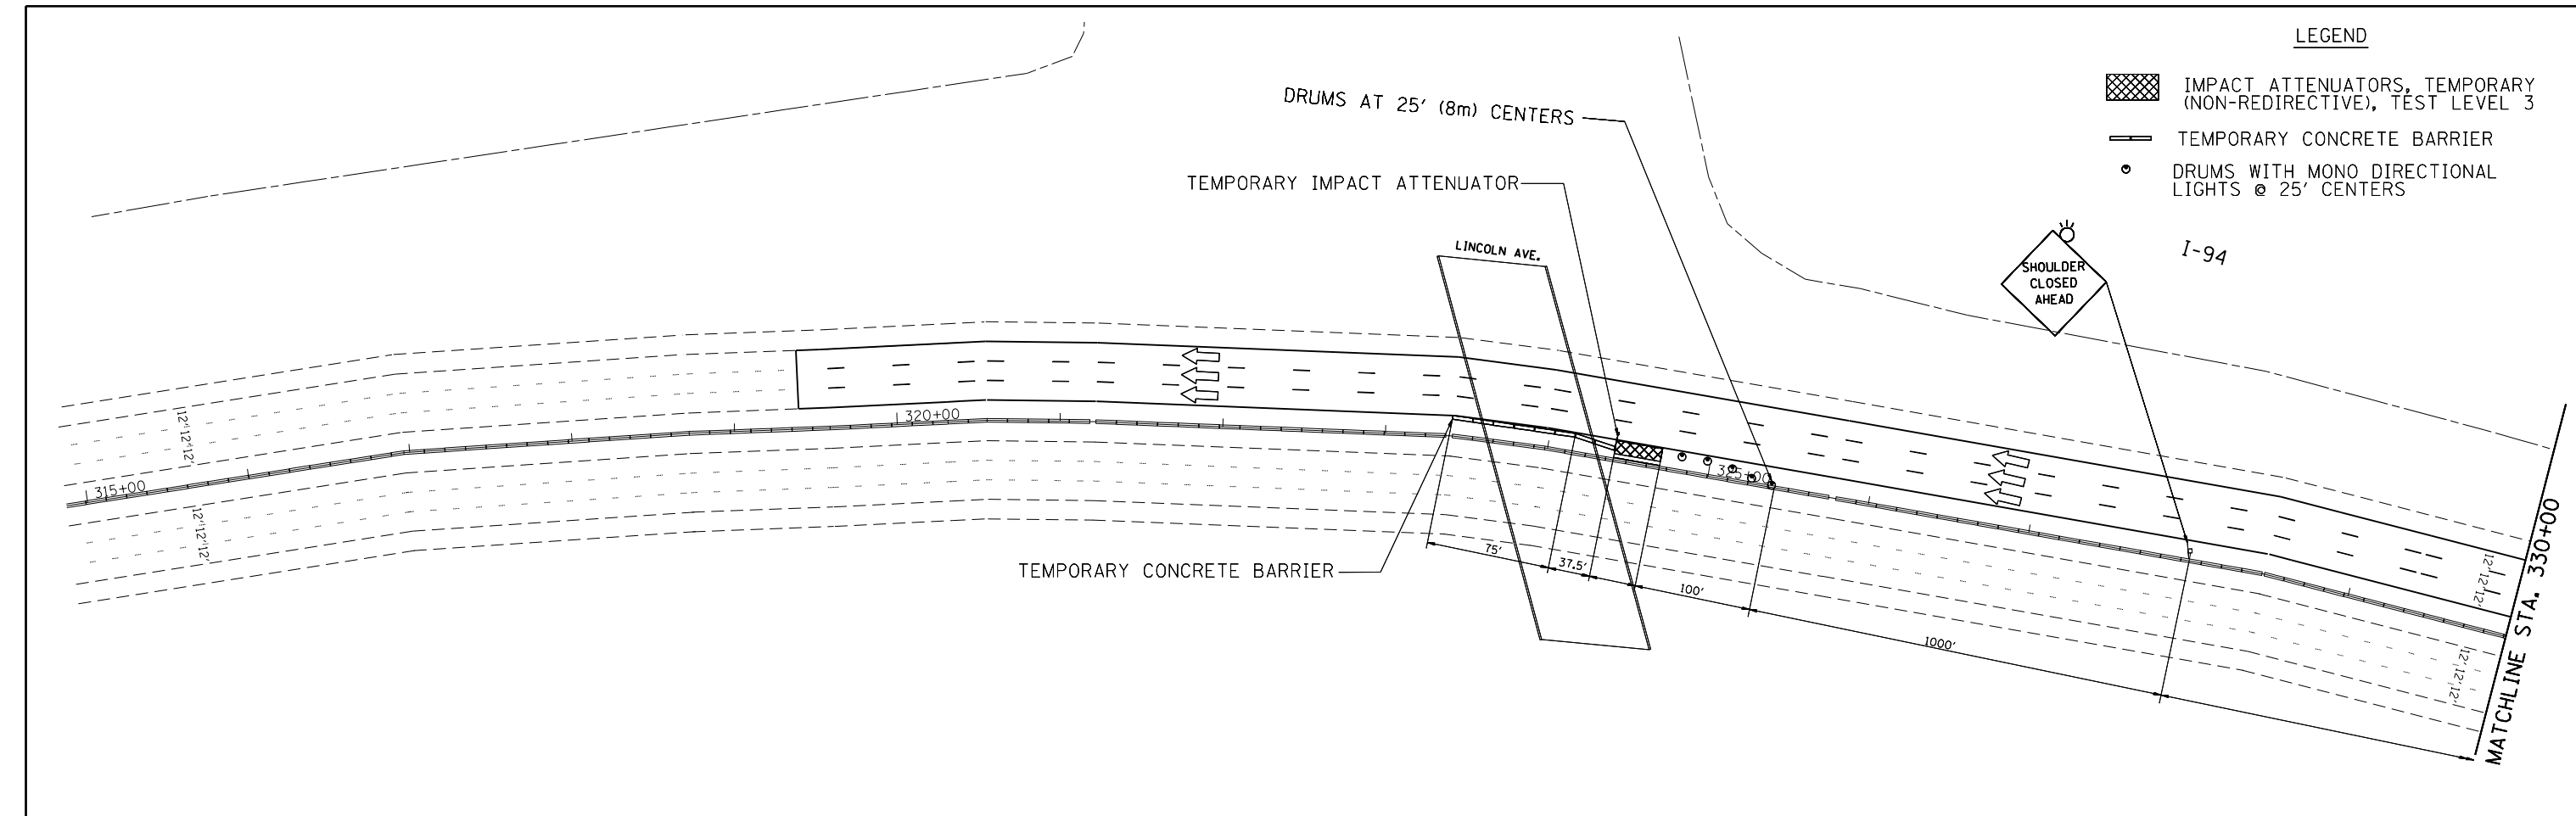 LEGEND
IMPACT ATTENUATORS, TEMPORARY
(NON-REDIRECTIVE), TEST LEVEL 3
TEMPORARY CONCRETE BARRIER
DRUMS WITH MONO DIRECTIONAL
LIGHTS @ 25' CENTERS
DRUMS AT 25' (8m) CENTERS
TEMPORARY IMPACT ATTENUATOR
LINCOLN AVE.
I-94
SHOULDER
CLOSED
AHEAD
12' 12' 12'
320+00
315+00
325+00
12' 12' 12'
75'
37.5'
100'
1000'
TEMPORARY CONCRETE BARRIER
12' 12' 12'
12' 12' 12'
MATCHLINE STA. 330+00